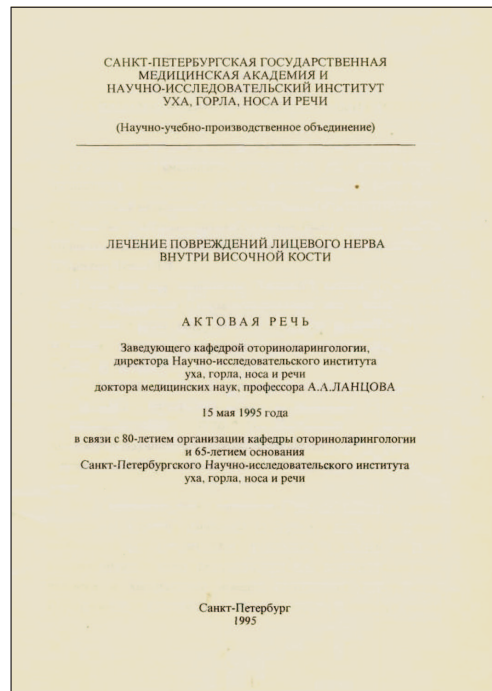 САНКТ-ПЕТЕРБУРГСКАЯ ГОСУДАРСТВЕННАЯ
МЕДИЦИНСКАЯ АКАДЕМИЯ И
НАУЧНО-ИССЛЕДОВАТЕЛЬСКИЙ ИНСТИТУТ
УХА, ГОРЛА, НОСА И РЕЧИ
(Научно-учебно-производственное объединение)
ЛЕЧЕНИЕ ПОВРЕЖДЕНИЙ ЛИЦЕВОГО НЕРВА
ВНУТРИ ВИСОЧНОЙ КОСТИ
АКТОВАЯ РЕЧЬ
Заведующего кафедрой оториноларингологии,
директора Научно-исследовательского института
уха, горла, носа и речи
доктора медицинских наук, профессора А.А.ЛАНЦОВА
15 мая 1995 года
в связи с 80-летием организации кафедры оториноларингологии
и 65-летием основания
Санкт-Петербургского Научно-исследовательского института
уха, горла, носа и речи
Санкт-Петербург
1995